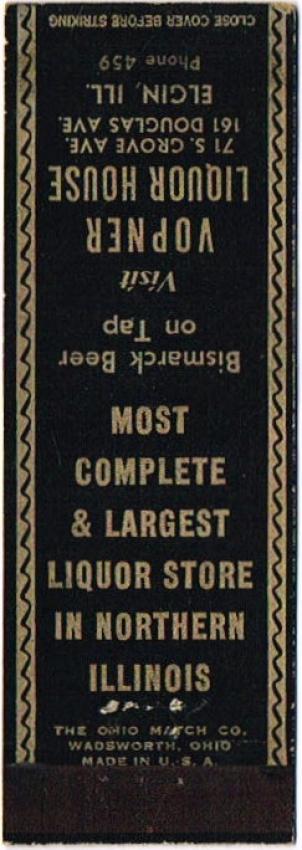 CLOSE COVER BEFORE STRIKING
Phone 459
ELGIN, ILL.
161 DOUGLAS AVE.
71 S. GROVE AVE.
LIQUOR HOUSE
VOPNER
Visit
on Tap
Bismarck Beer
MOST
COMPLETE
& LARGEST
LIQUOR STORE
IN NORTHERN
ILLINOIS
THE OHIO MATCH CO.
WADSWORTH, OHIO
MADE IN U. S. A.